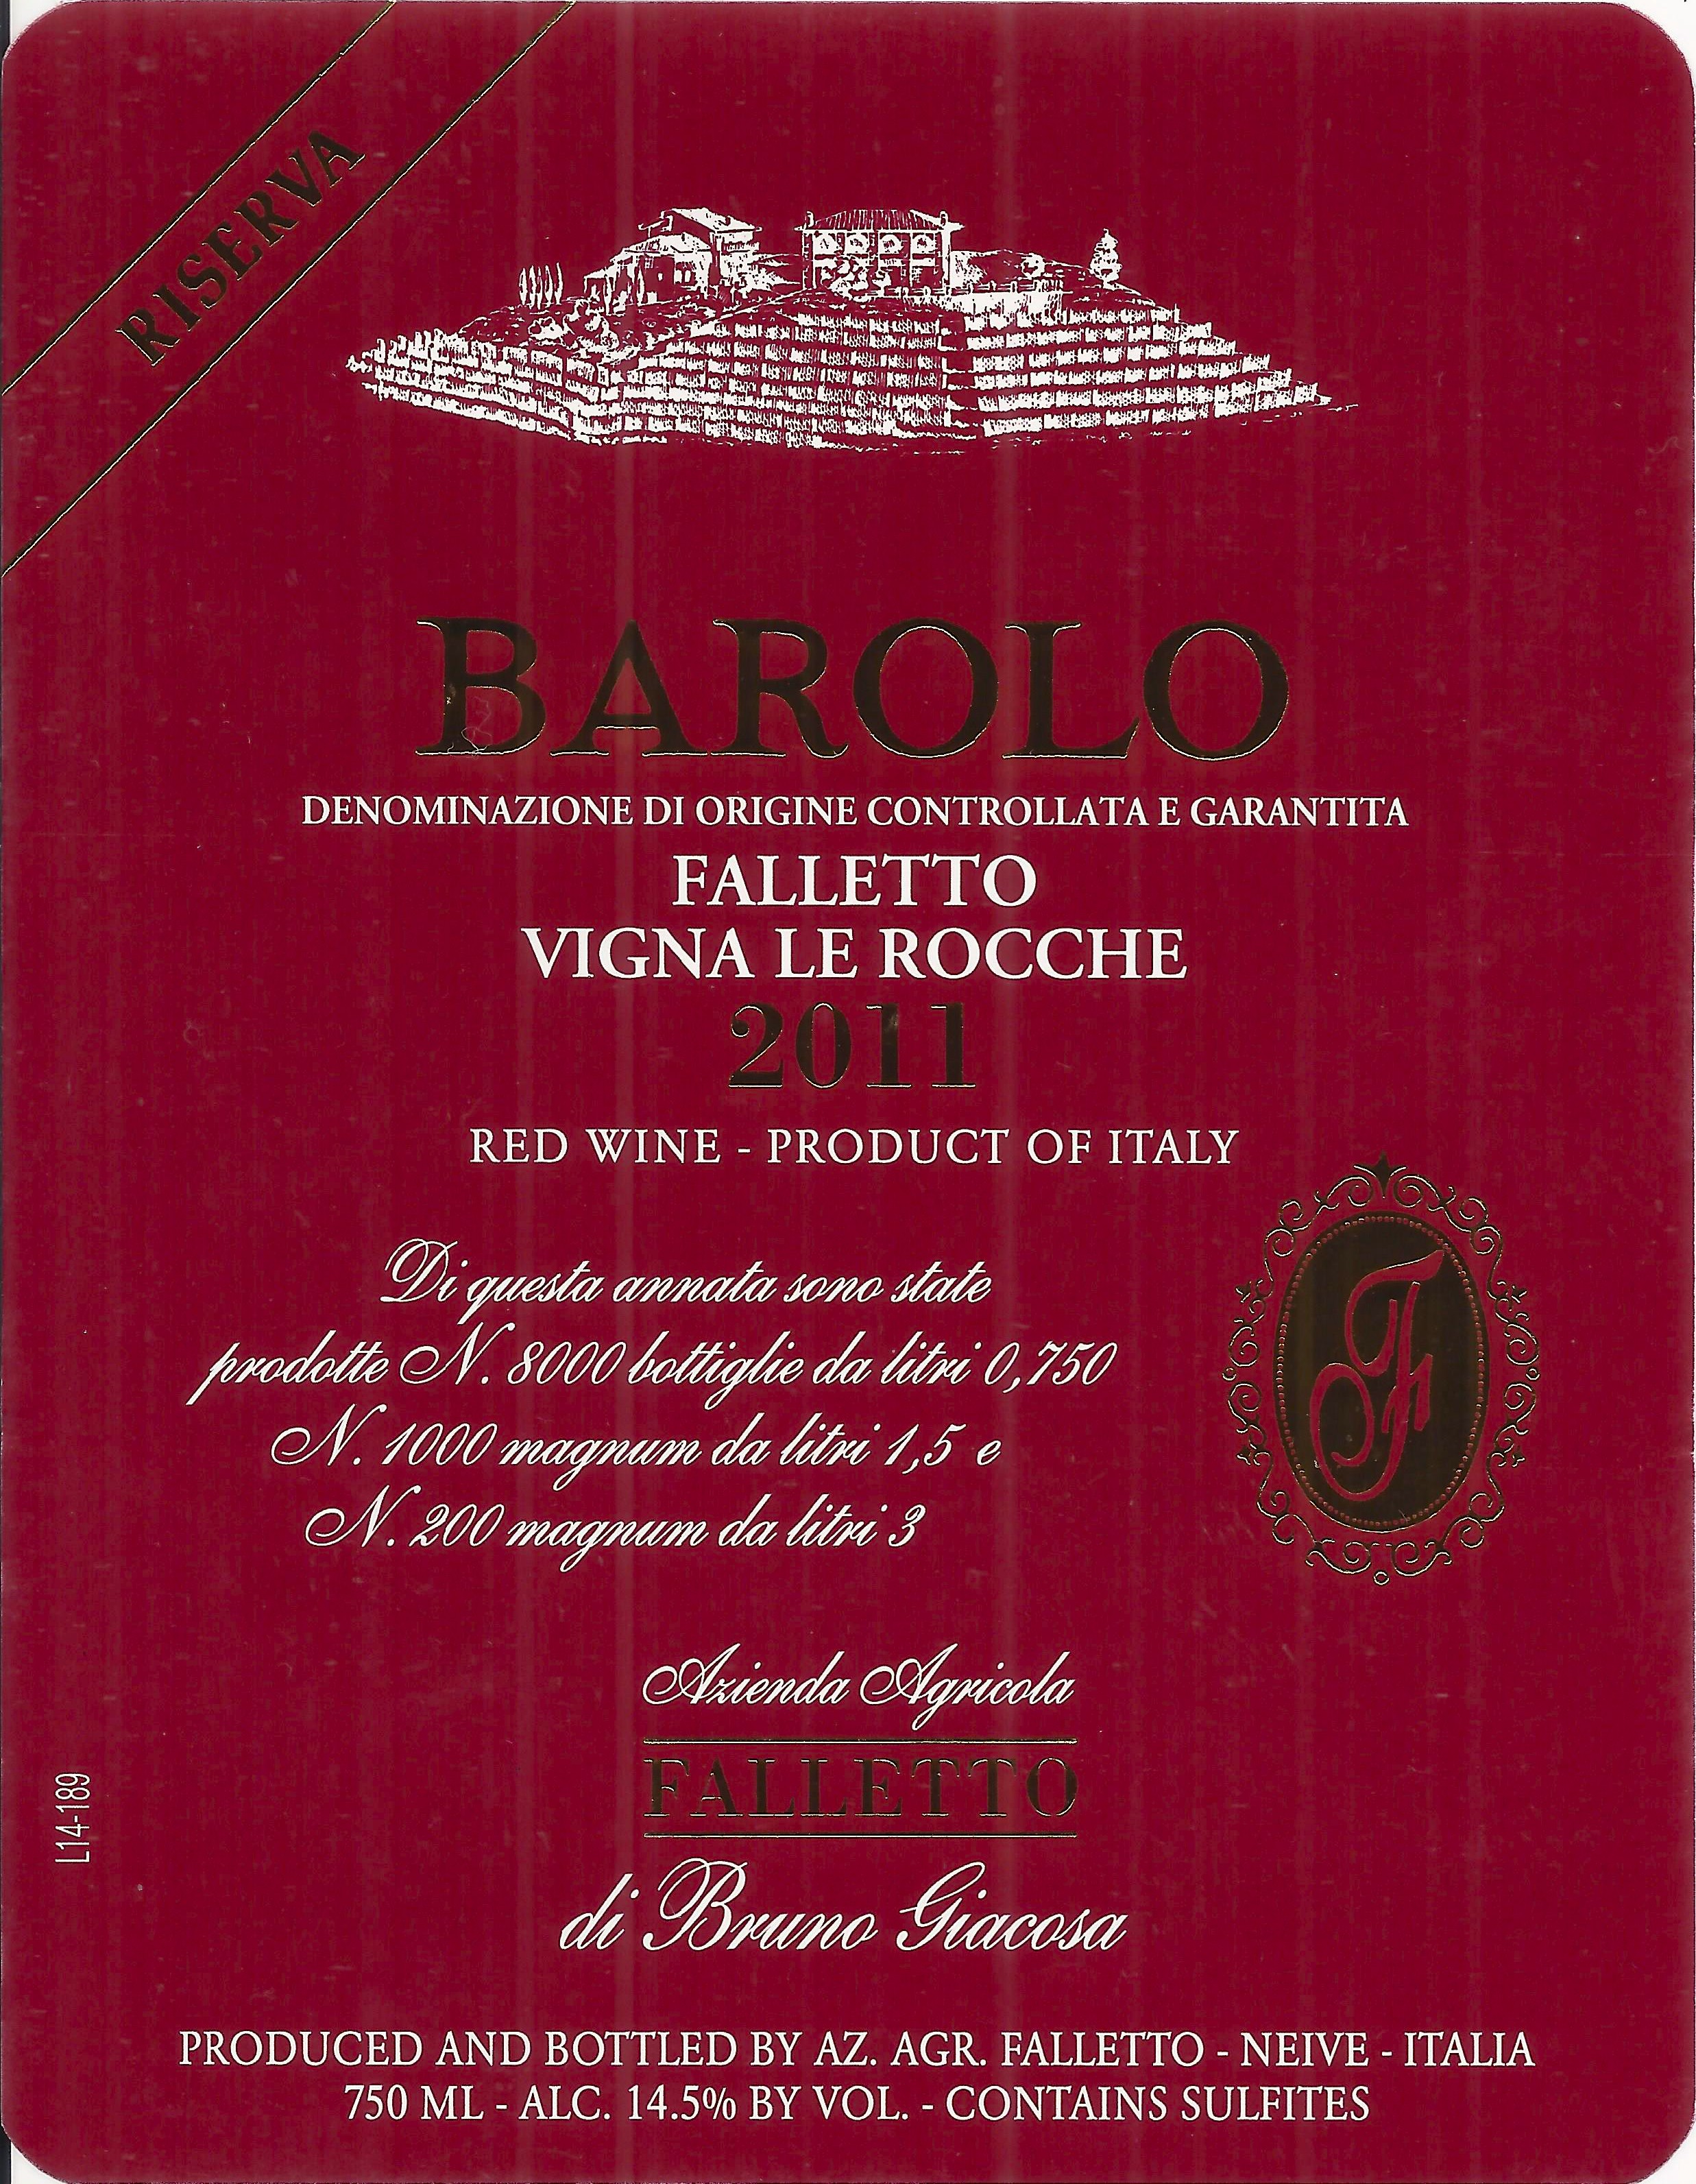 RISERVA
BAROLO
DENOMINAZIONE DI ORIGINE CONTROLLATA E GARANTITA
FALLETTO
VIGNA LE ROCCHE
2011
RED WINE - PRODUCT OF ITALY
Di questa annata sono state
prodotte N. 8000 bottiglie da litri 0,750
N. 1000 magnum da litri 1,5 e
N. 200 magnum da litri 3
Azienda Agricola
FALLETTO
di Bruno Giacosa
L14-189
PRODUCED AND BOTTLED BY AZ. AGR. FALLETTO - NEIVE - ITALIA
750 ML - ALC. 14.5% BY VOL. - CONTAINS SULFITES